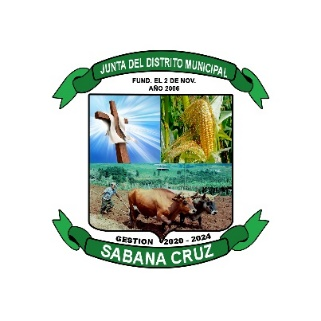 JUNTA DEL DISTRITO MUNICIPAL
FUND. EL 2 DE NOV.
AÑO 2006
GESTION 2020 - 2024
SABANA CRUZ